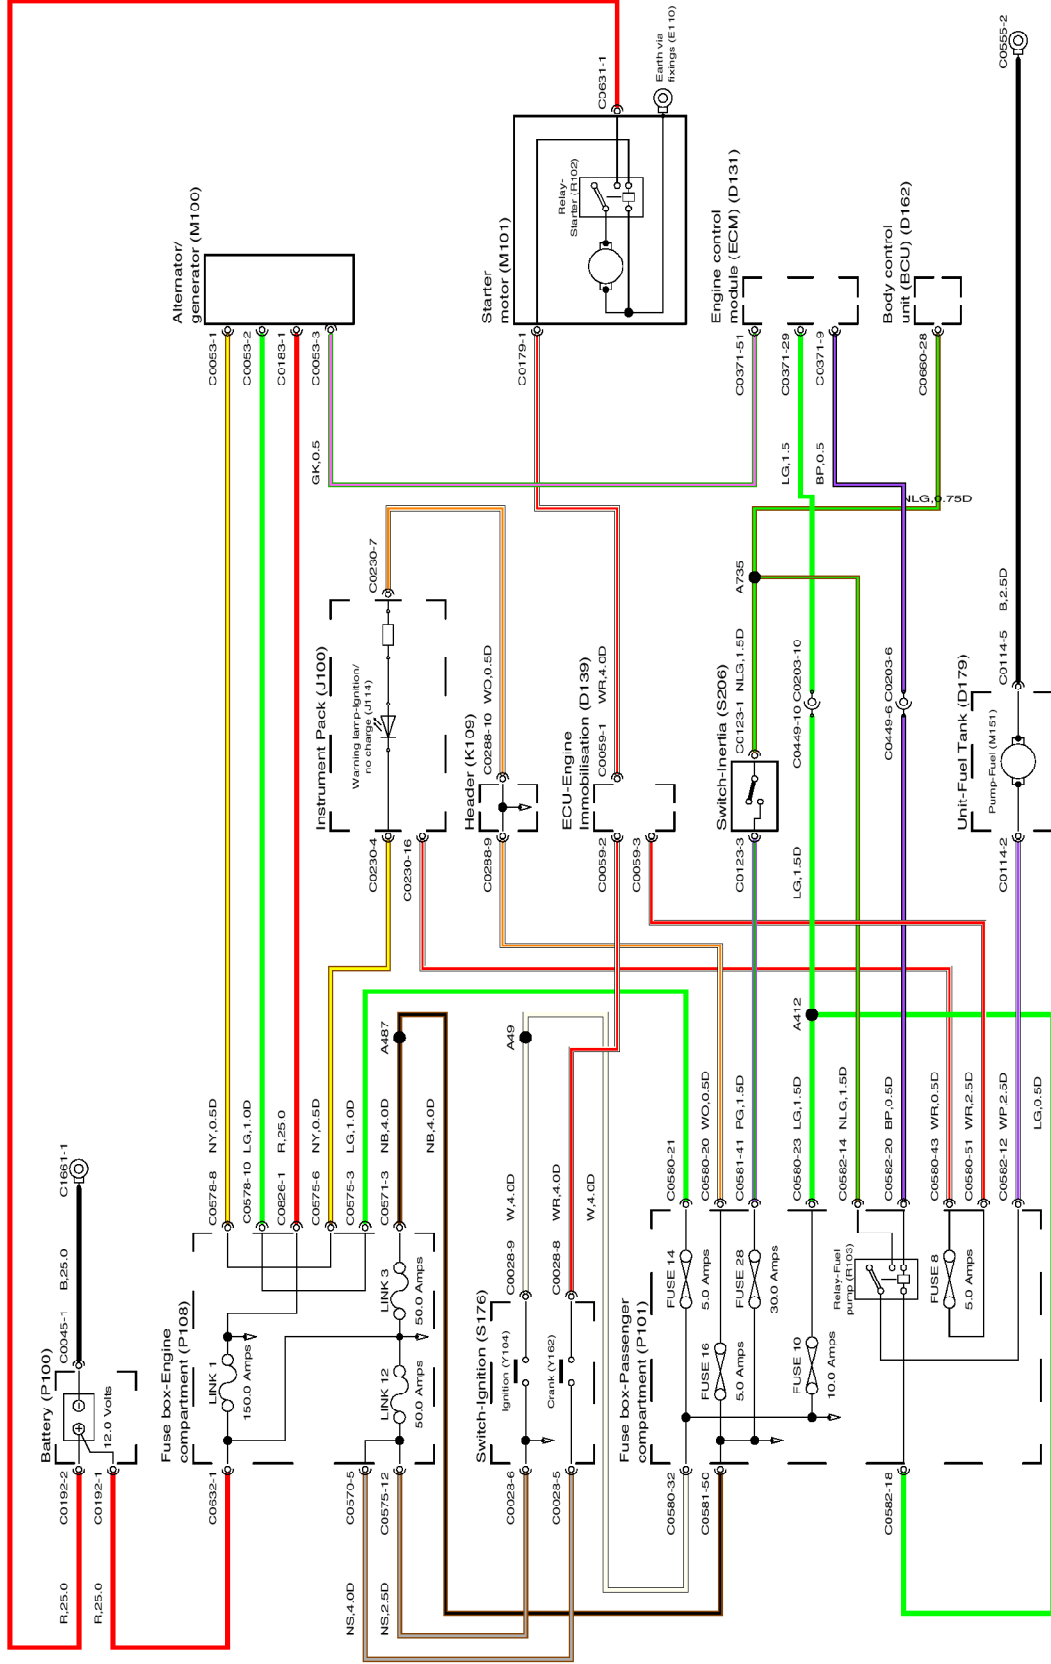 Battery (P100)
12.0 Volts
C0192-2
C0192-1
R,25.0
R,25.0
C0045-1
B,25.0
C1661-1
Fuse box-Engine
compartment (P108)
LINK 1
150.0 Amps
LINK 12
50.0 Amps
LINK 3
50.0 Amps
C0632-1
C0570-5
C0575-12
NS,4.0D
NS,2.5D
C0578-8
NY,0.5D
C0578-10
LG,1.0D
C0826-1
R,25.0
C0575-6
NY,0.5D
C0575-3
LG,1.0D
C0571-3
NB,4.0D
NB,4.0D
A487
Switch-Ignition (S176)
Ignition (Y104)
Crank (Y162)
C0023-6
C0023-5
C0028-9
W,4.0D
C0028-8
WR,4.0D
W,4.0D
A49
Fuse box-Passenger
compartment (P101)
FUSE 14
5.0 Amps
FUSE 16
5.0 Amps
FUSE 28
30.0 Amps
FUSE 10
10.0 Amps
Relay-Fuel
pump (R103)
FUSE 8
5.0 Amps
C0580-32
C0581-50
C0582-18
C0580-21
C0580-20
WO,0.5D
C0581-41
PG,1.5D
C0580-23
LG,1.5D
C0582-14
NLG,1.5D
C0582-20
BP,0.5D
C0580-43
WR,0.5D
C0580-51
WR,2.5D
C0582-12
WP,2.5D
LG,0.5D
A412
Instrument Pack (J100)
Warning lamp-Ignition/
no charge (J114)
C0230-4
C0230-16
C0230-7
Header (K109)
C0288-9
C0288-10
WO,0.5D
ECU-Engine
Immobilisation (D139)
C0059-2
C0059-3
C0059-1
WR,4.0D
Switch-Inertia (S206)
C0123-3
C0123-1
NLG,1.5D
A735
LG,1.5D
C0449-10
C0203-10
C0449-6
C0203-6
Unit-Fuel Tank (D179)
Pump-Fuel (M151)
C0114-2
C0114-5
B,2.5D
C0555-2
Alternator/
generator (M100)
C0053-1
C0053-2
C0183-1
C0053-3
GK,0.5
Starter
motor (M101)
Relay-
Starter (R102)
C0179-1
C0631-1
Earth via
fixings (E110)
Engine control
module (ECM) (D131)
C0371-51
C0371-29
C0371-9
LG,1.5
BP,0.5
Body control
unit (BCU) (D162)
C0660-28
NLG,0.75D